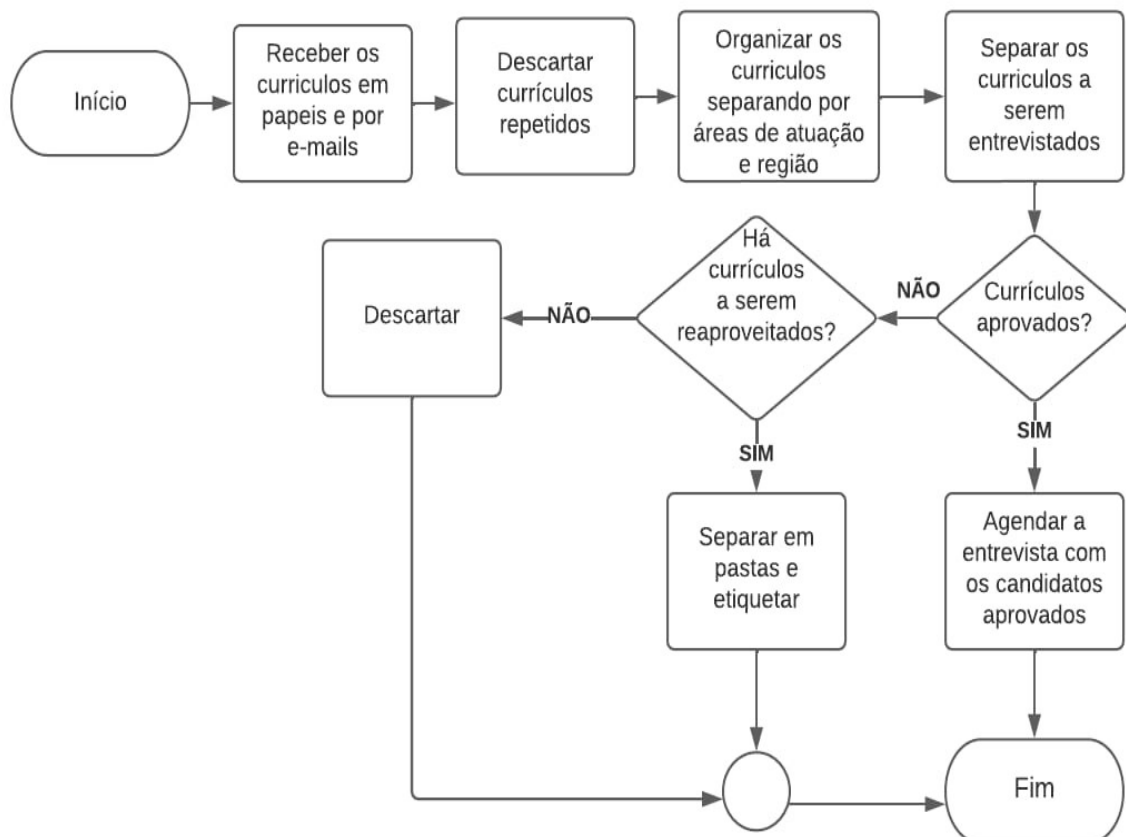 Início
Receber os
curriculos em
papeis e por
e-mails
Descartar
currículos
repetidos
Organizar os
curriculos
separando por
áreas de atuação
e região
Separar os
curriculos a
serem
entrevistados
Currículos
aprovados?
NÃO
Há
currículos
a serem
reaproveitados?
NÃO
Descartar
SIM
Separar em
pastas e
etiquetar
SIM
Agendar a
entrevista com
os candidatos
aprovados
Fim